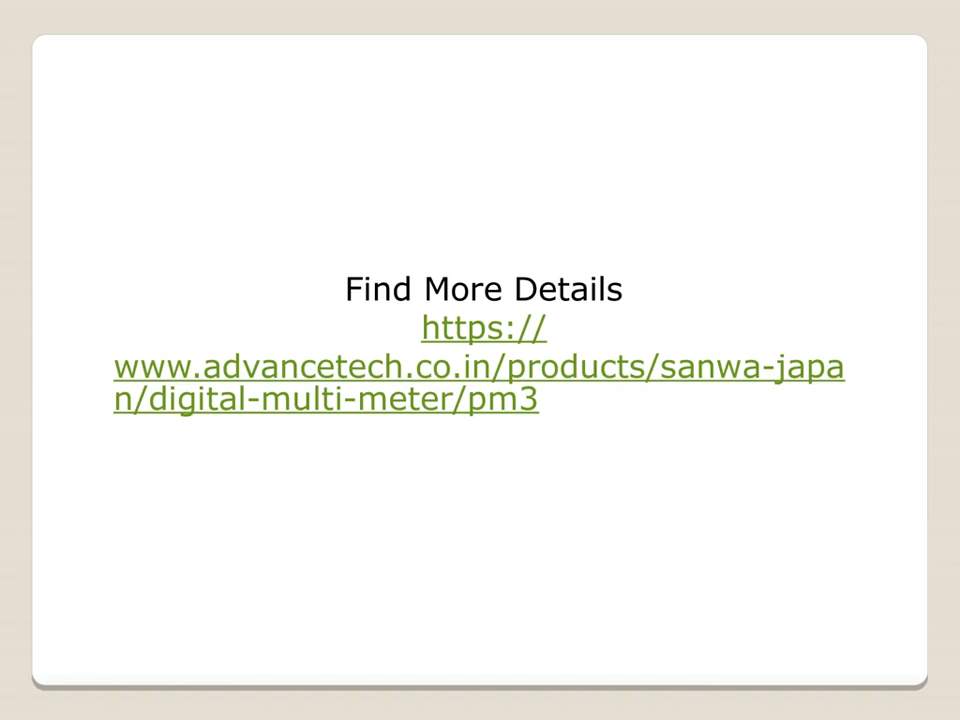 Find More Details
https://
www.advancetech.co.in/products/sanwa-japa
n/digital-multi-meter/pm3